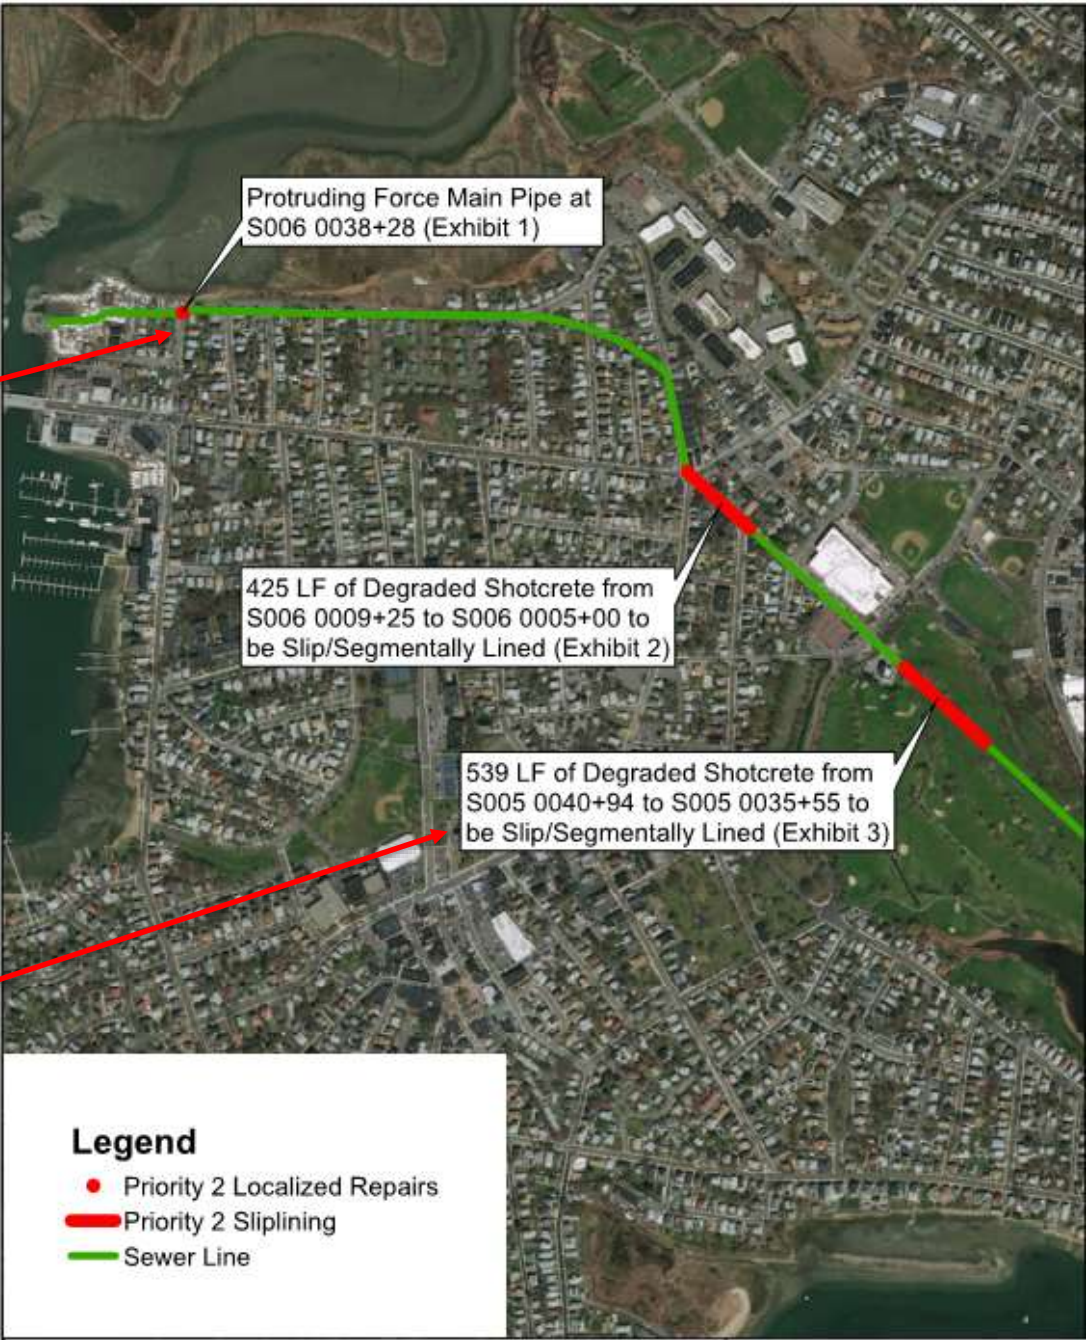 Protruding Force Main Pipe at
S006 0038+28 (Exhibit 1)
425 LF of Degraded Shotcrete from
S006 0009+25 to S006 0005+00 to
be Slip/Segmentally Lined (Exhibit 2)
539 LF of Degraded Shotcrete from
S005 0040+94 to S005 0035+55 to
be Slip/Segmentally Lined (Exhibit 3)
Legend
Priority 2 Localized Repairs
Priority 2 Sliplining
Sewer Line